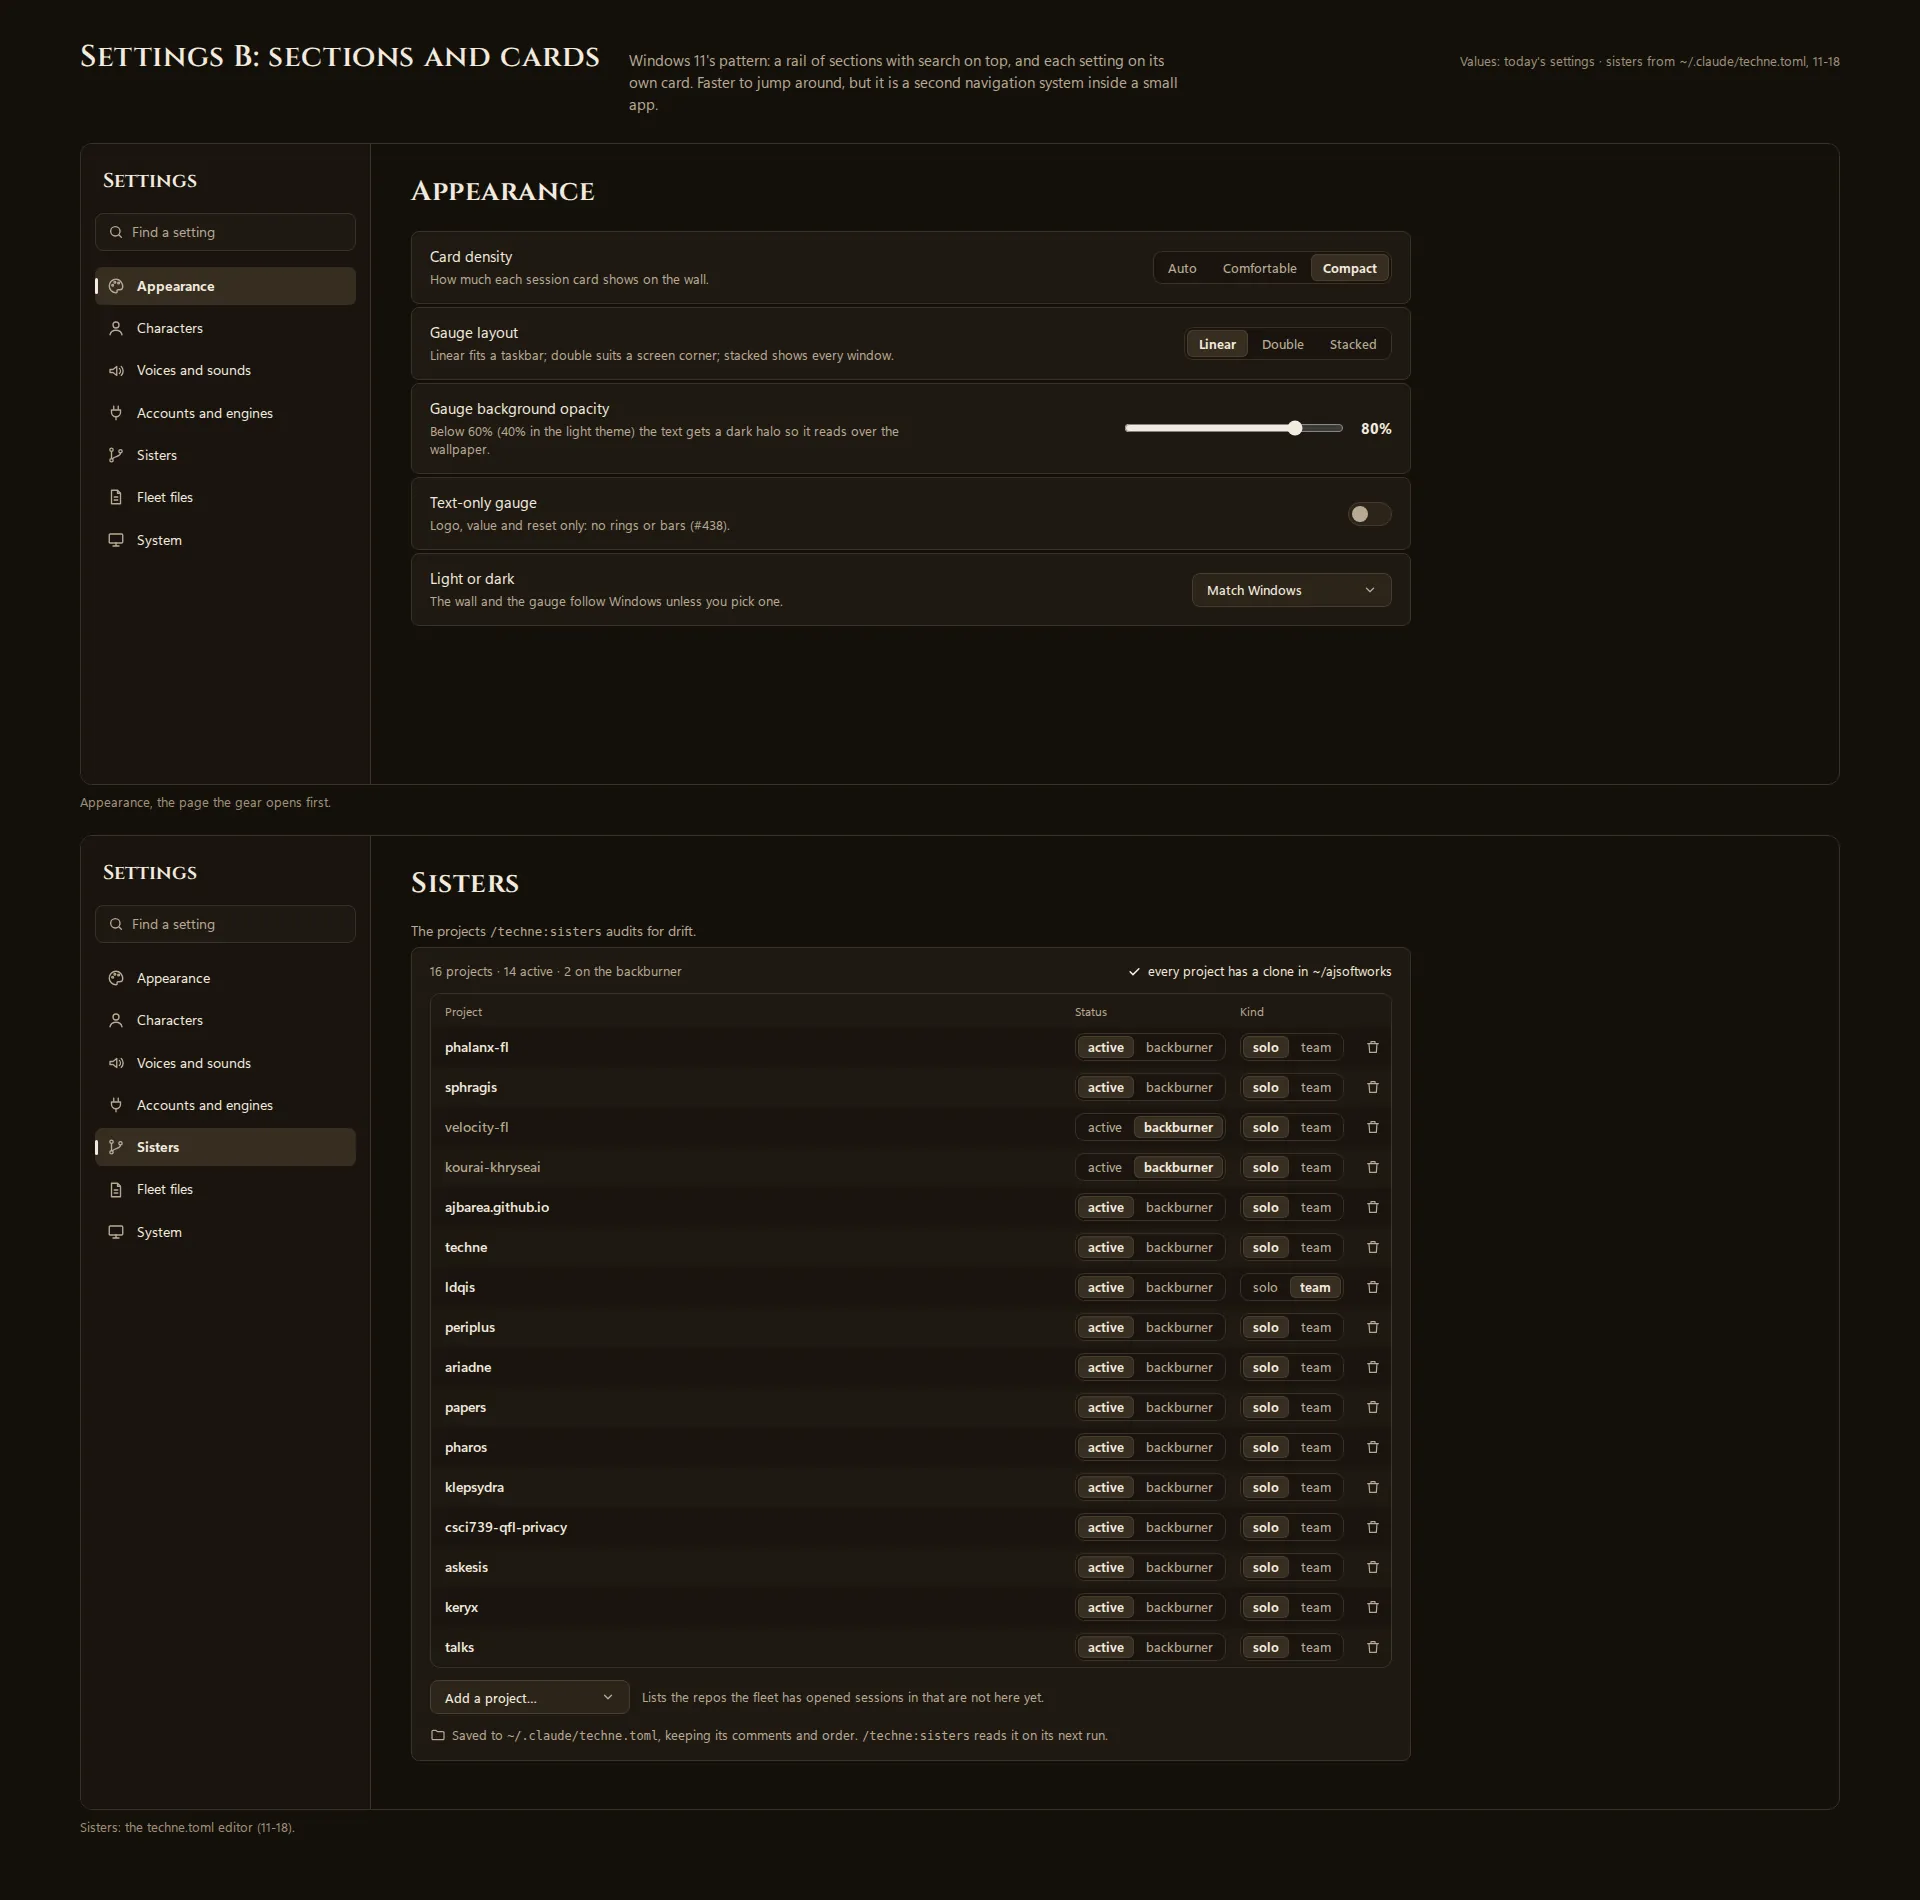 Settings B: sections and cards
Windows 11's pattern: a rail of sections with search on top, and each setting on its
own card. Faster to jump around, but it is a second navigation system inside a small
app.
Values: today's settings · sisters from ~/.claude/techne.toml, 11-18
Settings
Find a setting
Appearance
Characters
Voices and sounds
Accounts and engines
Sisters
Fleet files
System
Appearance
Card density
How much each session card shows on the wall.
Auto Comfortable Compact
Gauge layout
Linear fits a taskbar; double suits a screen corner; stacked shows every window.
Linear Double Stacked
Gauge background opacity
Below 60% (40% in the light theme) the text gets a dark halo so it reads over the
wallpaper.
80%
Text-only gauge
Logo, value and reset only: no rings or bars (#438).
Light or dark
The wall and the gauge follow Windows unless you pick one.
Match Windows
Appearance, the page the gear opens first.
Settings
Find a setting
Appearance
Characters
Voices and sounds
Accounts and engines
Sisters
Fleet files
System
Sisters
The projects /techne:sisters audits for drift.
16 projects · 14 active · 2 on the backburner
every project has a clone in ~/ajsoftworks
Project Status Kind
phalanx-fl active backburner solo team
sphragis active backburner solo team
velocity-fl active backburner solo team
kourai-khryseai active backburner solo team
ajbarea.github.io active backburner solo team
techne active backburner solo team
ldqis active backburner solo team
periplus active backburner solo team
ariadne active backburner solo team
papers active backburner solo team
pharos active backburner solo team
klepsydra active backburner solo team
csci739-qfl-privacy active backburner solo team
askesis active backburner solo team
keryx active backburner solo team
talks active backburner solo team
Add a project...
Lists the repos the fleet has opened sessions in that are not here yet.
Saved to ~/.claude/techne.toml, keeping its comments and order. /techne:sisters reads it on its next run.
Sisters: the techne.toml editor (11-18).